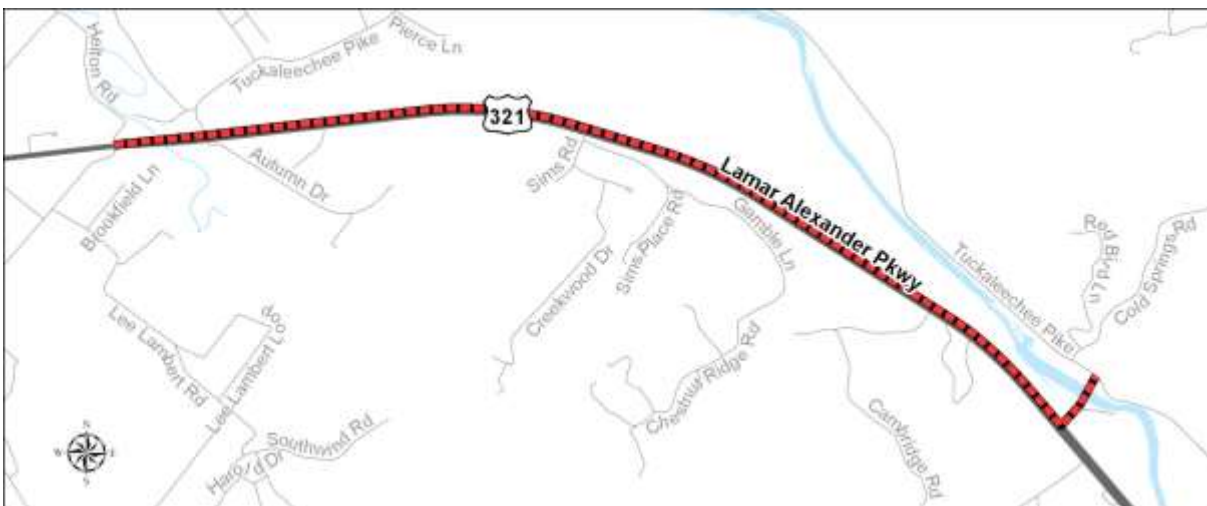 Helton Rd
Pierce Ln
Tuckaleechee Pike
321
Lamar Alexander Pkwy
Autumn Dr
Sims Rd
Brookfield Ln
Sims Place Rd
Gamble Ln
Creekwood Dr
Tuckaleechee Pike
Red Bird Ln
Cold Springs Rd
Lee Lambert Rd
Lee Lambert Loop
Chestnut Ridge Rd
Cambridge Rd
Southwind Rd
Harold Dr
N
W
E
S